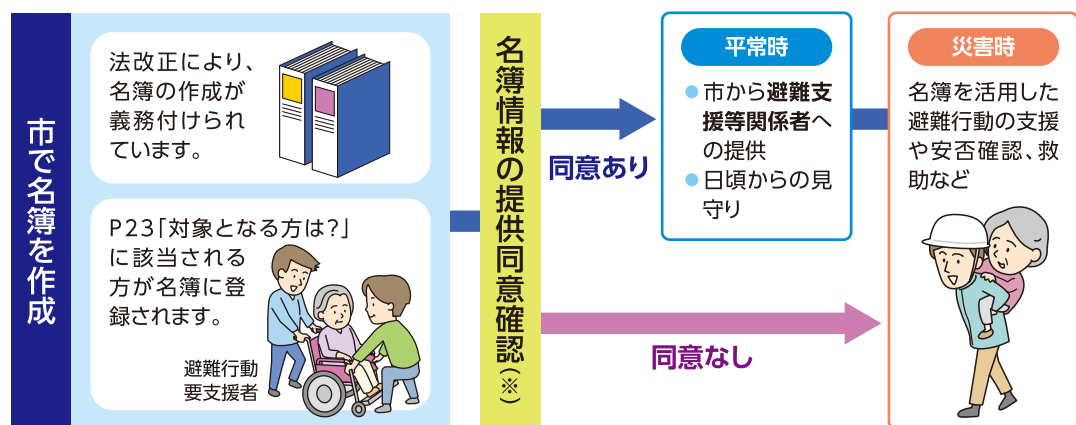 市で名簿を作成
法改正により、
名簿の作成が
義務付けられ
ています。
P23「対象となる方は?」
に該当される
方が名簿に登
録されます。
避難行動
要支援者
名簿情報の提供同意確認(※)
同意あり
平常時
●市から避難支
援等関係者へ
の提供
●日頃からの見
守り
同意なし
災害時
名簿を活用した
避難行動の支援
や安否確認、救
助など